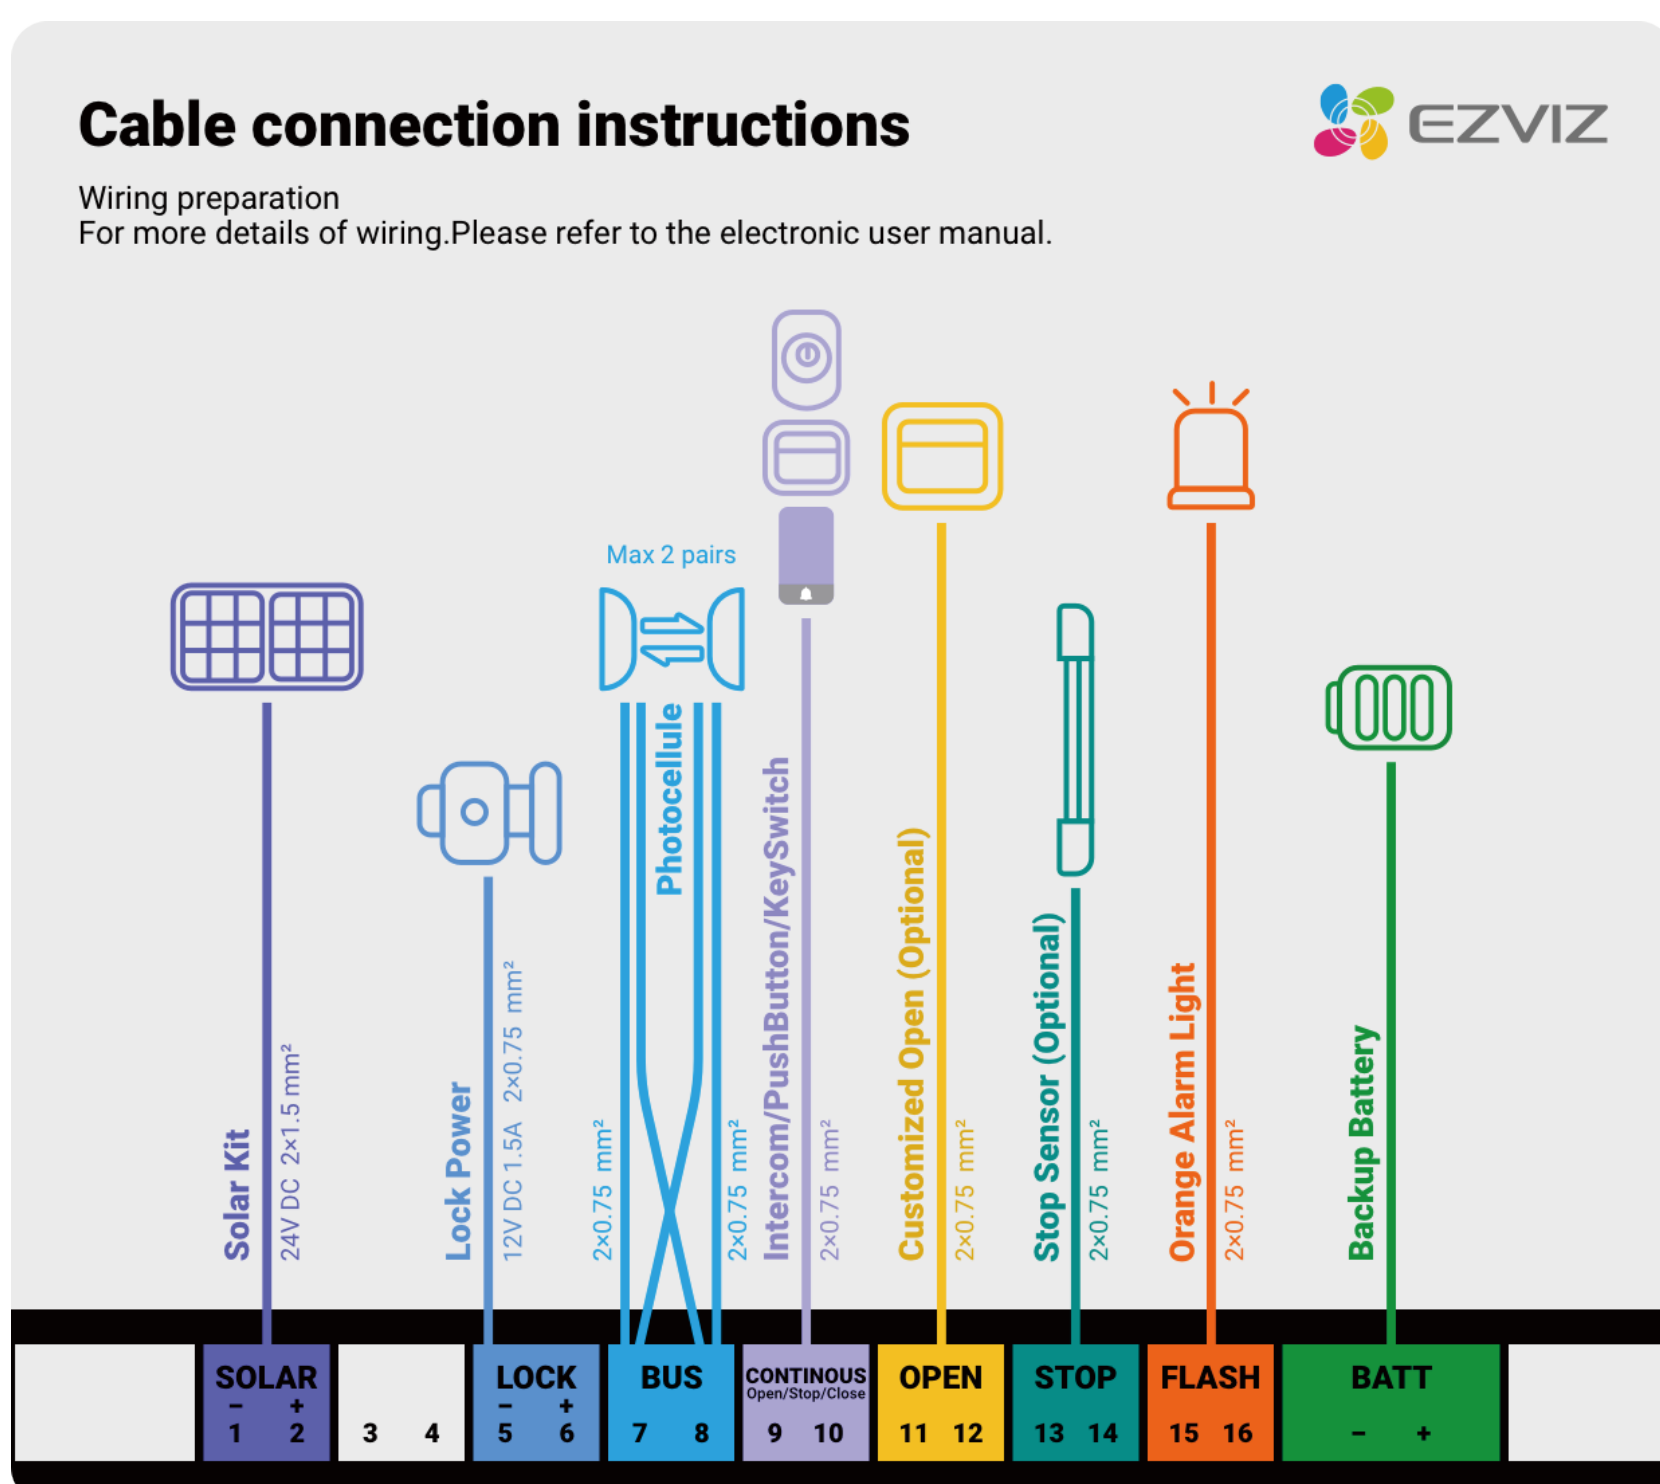 Cable connection instructions
EZVIZ
Wiring preparation
For more details of wiring.Please refer to the electronic user manual.
Max 2 pairs
Solar Kit
24V DC 2×1.5 mm²
Lock Power
12V DC 1.5A 2×0.75 mm²
2×0.75 mm²
Photocellule
2×0.75 mm²
Intercom/PushButton/KeySwitch
2×0.75 mm²
Customized Open (Optional)
2×0.75 mm²
Stop Sensor (Optional)
2×0.75 mm²
Orange Alarm Light
2×0.75 mm²
Backup Battery
SOLAR
− +
1 2
3 4
LOCK
− +
5 6
BUS
7 8
CONTINOUS
Open/Stop/Close
9 10
OPEN
11 12
STOP
13 14
FLASH
15 16
BATT
− +